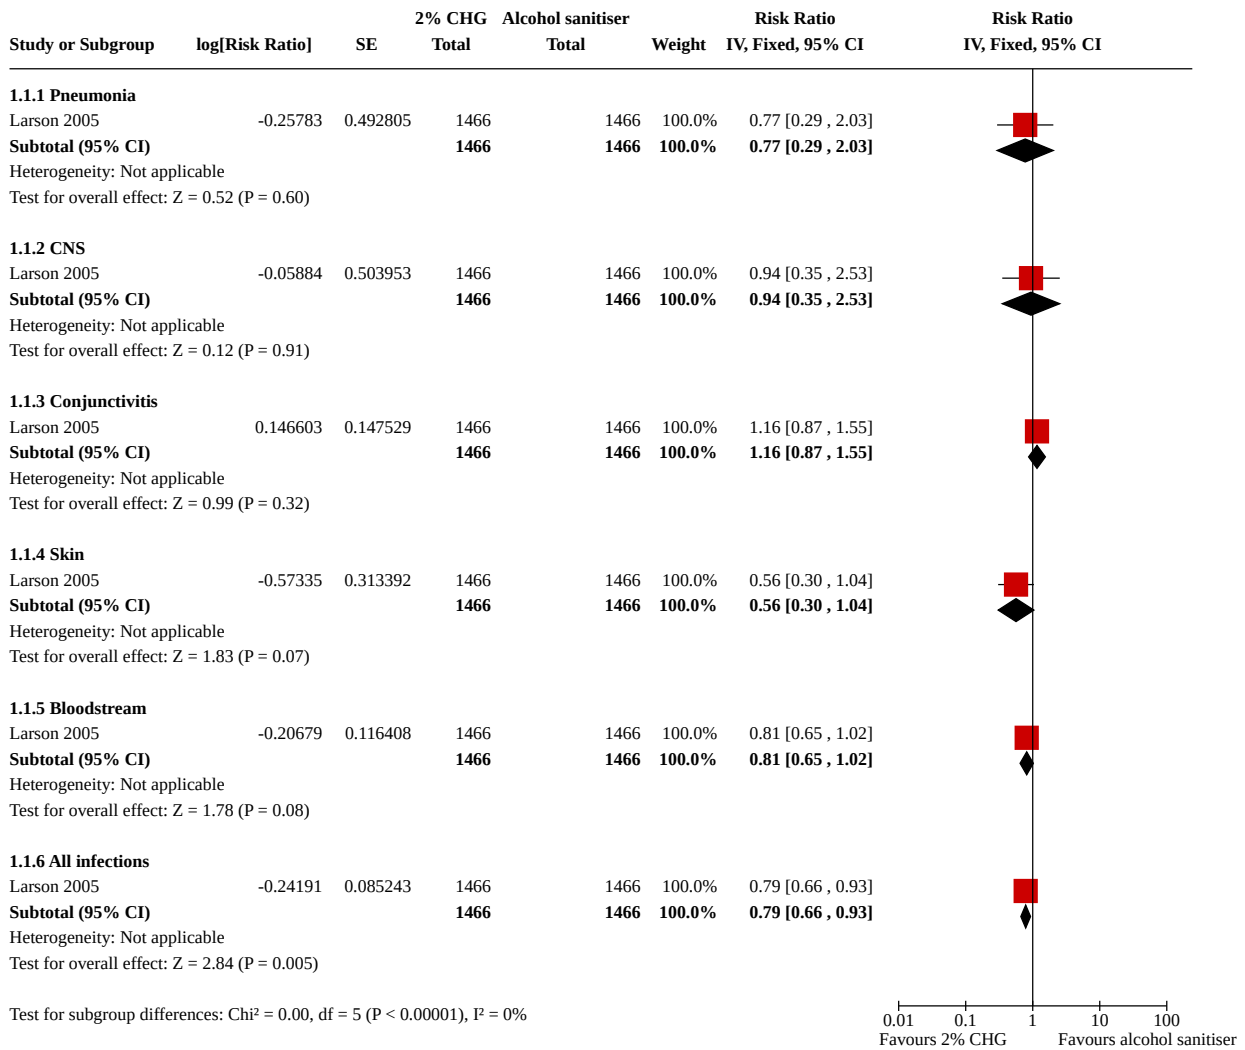 2% CHG Alcohol sanitiser Risk Ratio Risk Ratio
Study or Subgroup log[Risk Ratio] SE Total Total Weight IV, Fixed, 95% CI IV, Fixed, 95% CI
1.1.1 Pneumonia
Larson 2005 -0.25783 0.492805 1466 1466 100.0% 0.77 [0.29 , 2.03]
Subtotal (95% CI) 1466 1466 100.0% 0.77 [0.29 , 2.03]
Heterogeneity: Not applicable
Test for overall effect: Z = 0.52 (P = 0.60)
1.1.2 CNS
Larson 2005 -0.05884 0.503953 1466 1466 100.0% 0.94 [0.35 , 2.53]
Subtotal (95% CI) 1466 1466 100.0% 0.94 [0.35 , 2.53]
Heterogeneity: Not applicable
Test for overall effect: Z = 0.12 (P = 0.91)
1.1.3 Conjunctivitis
Larson 2005 0.146603 0.147529 1466 1466 100.0% 1.16 [0.87 , 1.55]
Subtotal (95% CI) 1466 1466 100.0% 1.16 [0.87 , 1.55]
Heterogeneity: Not applicable
Test for overall effect: Z = 0.99 (P = 0.32)
1.1.4 Skin
Larson 2005 -0.57335 0.313392 1466 1466 100.0% 0.56 [0.30 , 1.04]
Subtotal (95% CI) 1466 1466 100.0% 0.56 [0.30 , 1.04]
Heterogeneity: Not applicable
Test for overall effect: Z = 1.83 (P = 0.07)
1.1.5 Bloodstream
Larson 2005 -0.20679 0.116408 1466 1466 100.0% 0.81 [0.65 , 1.02]
Subtotal (95% CI) 1466 1466 100.0% 0.81 [0.65 , 1.02]
Heterogeneity: Not applicable
Test for overall effect: Z = 1.78 (P = 0.08)
1.1.6 All infections
Larson 2005 -0.24191 0.085243 1466 1466 100.0% 0.79 [0.66 , 0.93]
Subtotal (95% CI) 1466 1466 100.0% 0.79 [0.66 , 0.93]
Heterogeneity: Not applicable
Test for overall effect: Z = 2.84 (P = 0.005)
Test for subgroup differences: Chi² = 0.00, df = 5 (P < 0.00001), I² = 0%
0.01 0.1 1 10 100
Favours 2% CHG Favours alcohol sanitiser